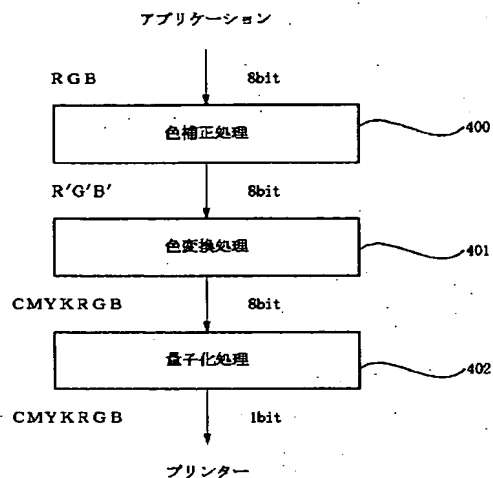 アプリケーション
RGB 8bit
色補正処理 400
R'G'B' 8bit
色変換処理 401
CMYKRGB 8bit
量子化処理 402
CMYKRGB 1bit
プリンター